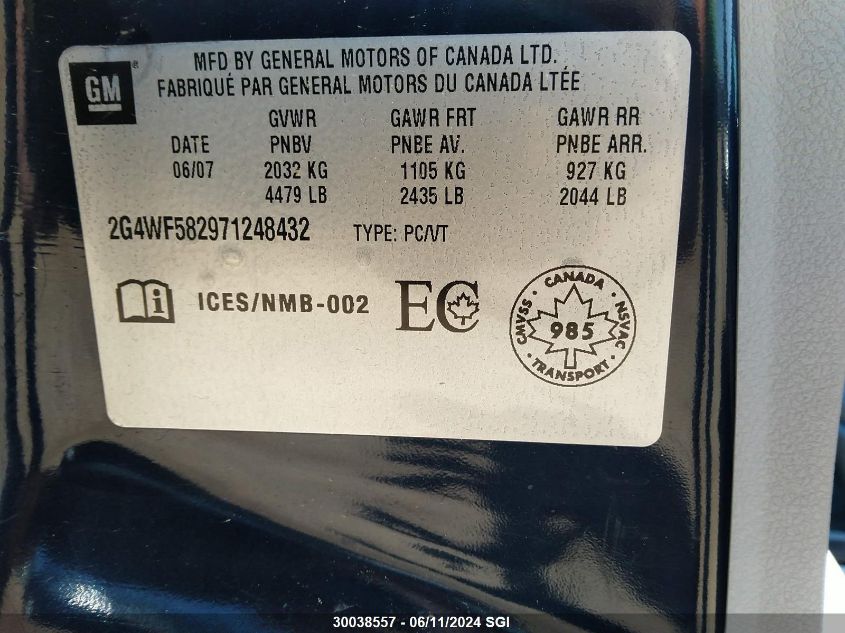 GM
MFD BY GENERAL MOTORS OF CANADA LTD.
FABRIQUÉ PAR GENERAL MOTORS DU CANADA LTÉE
GVWR GAWR FRT GAWR RR
DATE PNBV PNBE AV. PNBE ARR.
06/07 2032 KG 1105 KG 927 KG
4479 LB 2435 LB 2044 LB
2G4WF582971248432 TYPE: PC/VT
i ICES/NMB-002 EC
CANADA
CMVSS 985 NSVAC
TRANSPORT
30038557 - 06/11/2024 SGI